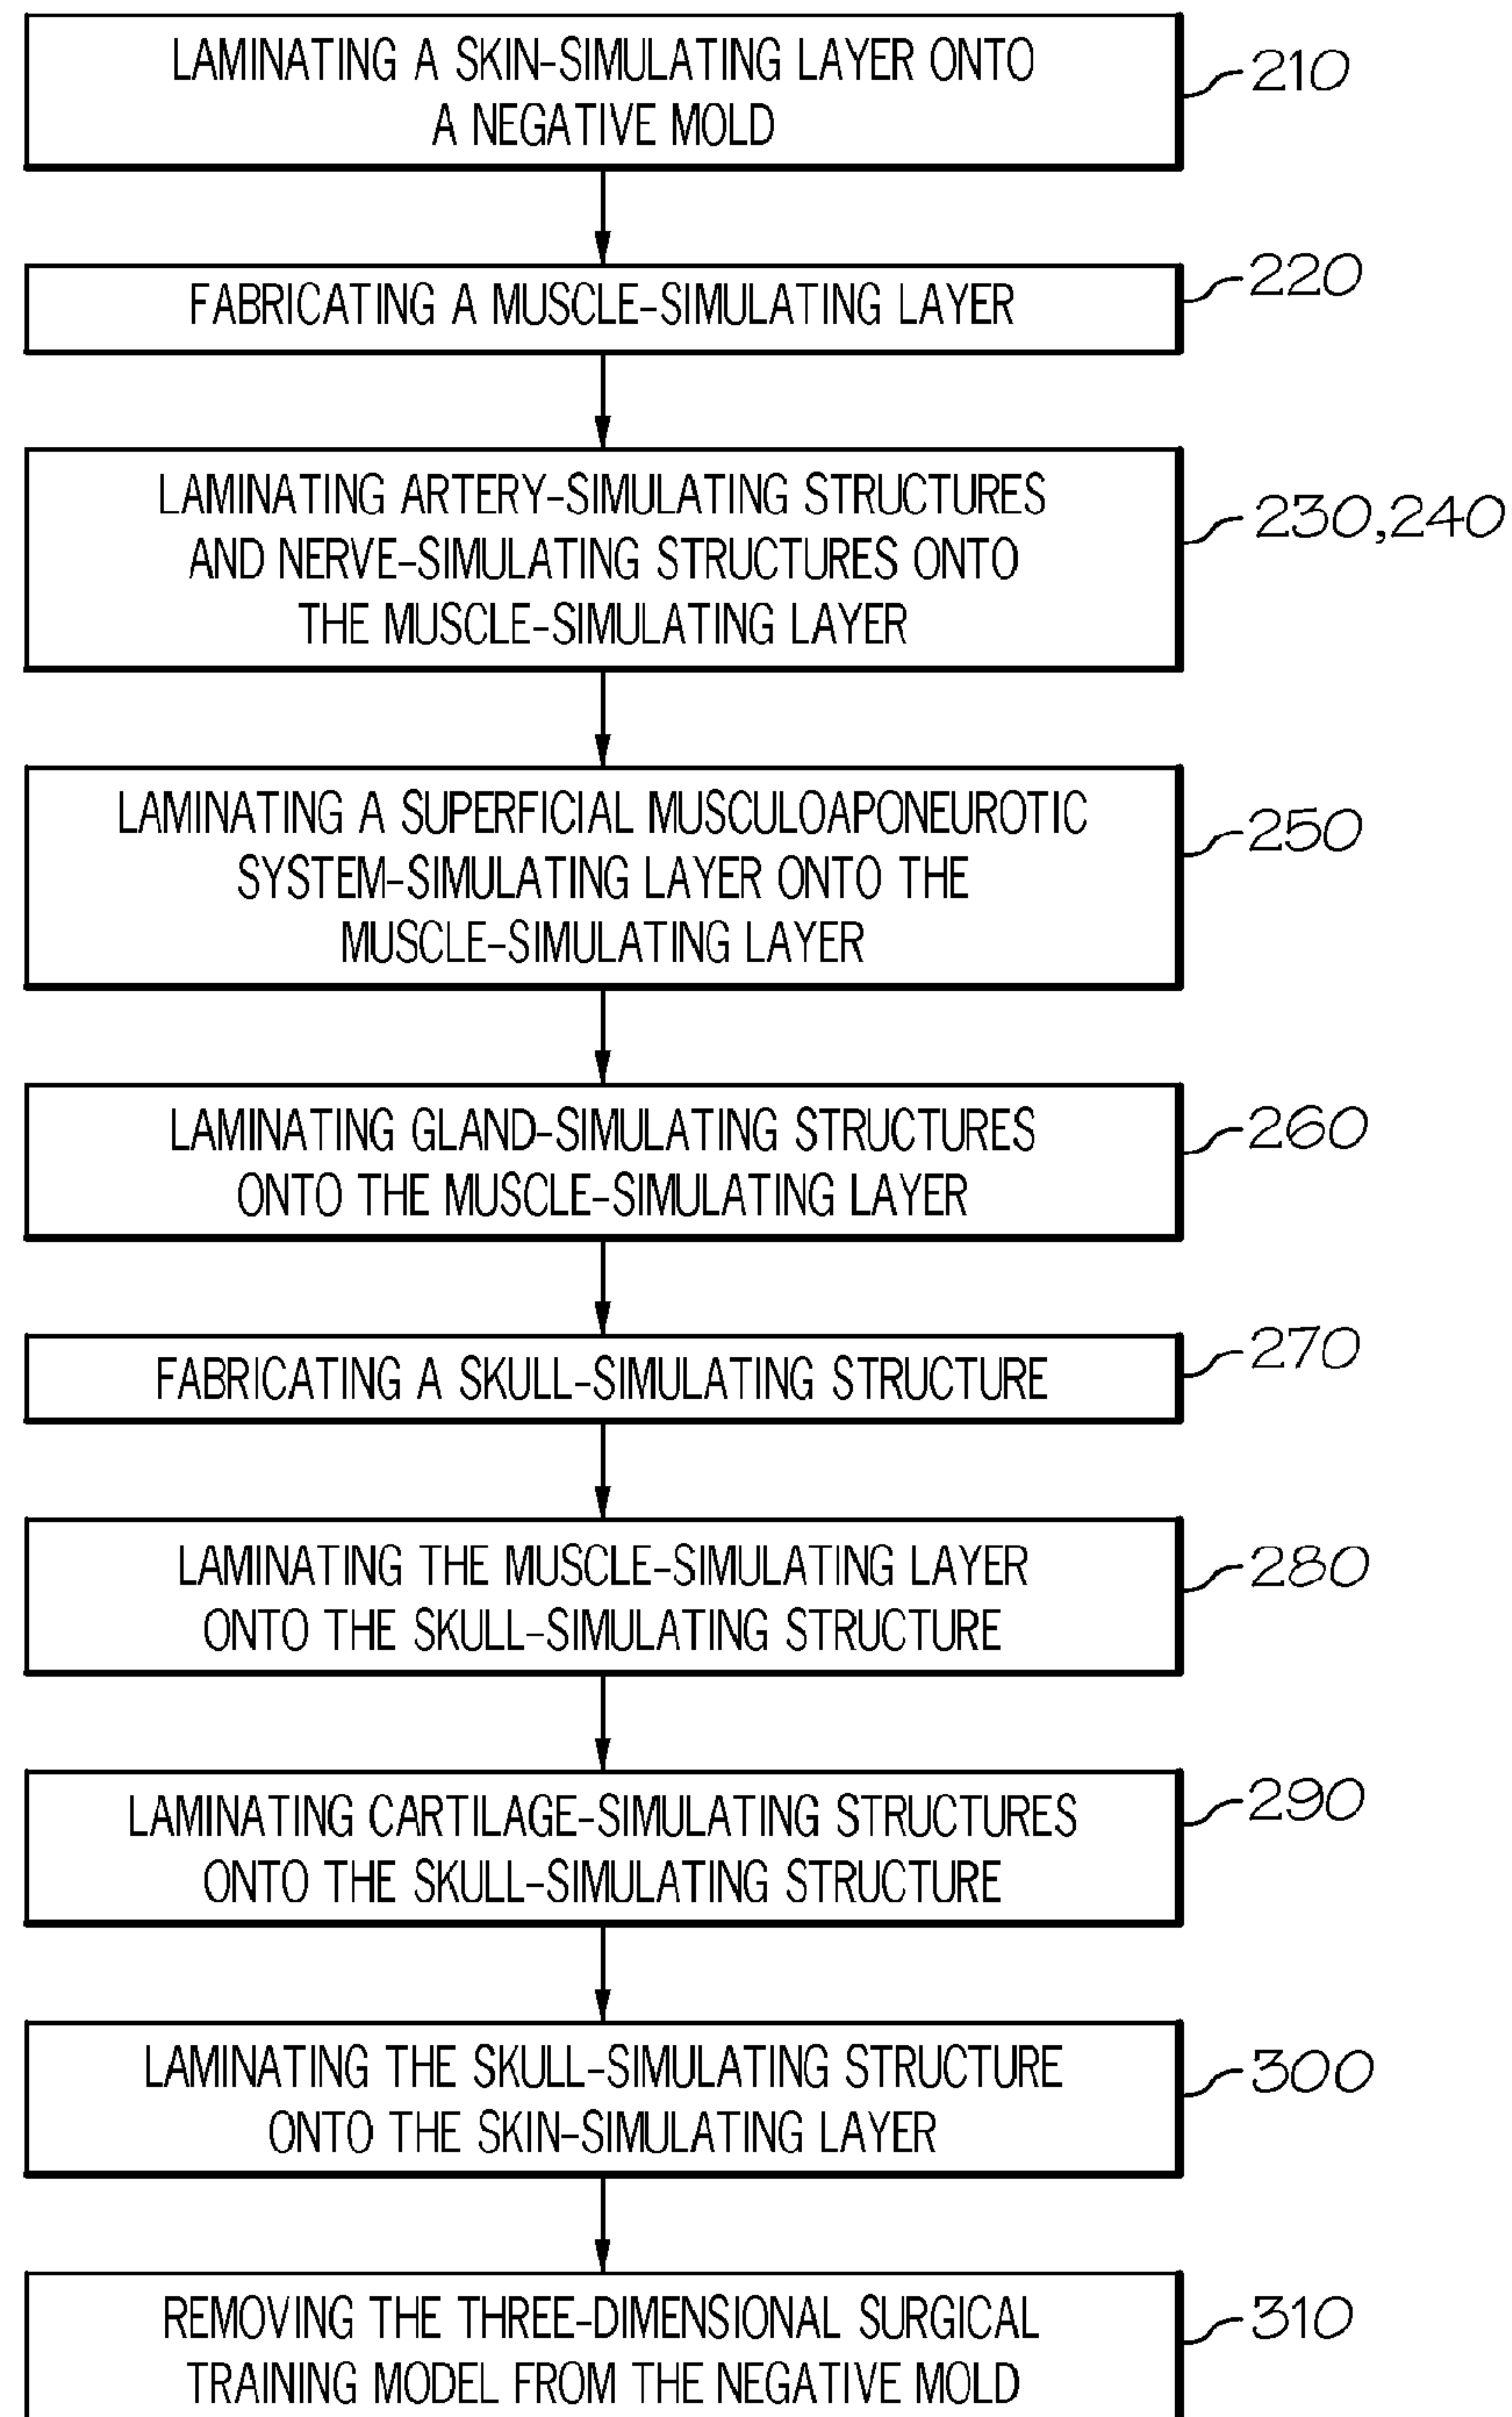 LAMINATING A SKIN-SIMULATING LAYER ONTO
A NEGATIVE MOLD
210
FABRICATING A MUSCLE-SIMULATING LAYER
220
LAMINATING ARTERY-SIMULATING STRUCTURES
AND NERVE-SIMULATING STRUCTURES ONTO
THE MUSCLE-SIMULATING LAYER
230,240
LAMINATING A SUPERFICIAL MUSCULOAPONEUROTIC
SYSTEM-SIMULATING LAYER ONTO THE
MUSCLE-SIMULATING LAYER
250
LAMINATING GLAND-SIMULATING STRUCTURES
ONTO THE MUSCLE-SIMULATING LAYER
260
FABRICATING A SKULL-SIMULATING STRUCTURE
270
LAMINATING THE MUSCLE-SIMULATING LAYER
ONTO THE SKULL-SIMULATING STRUCTURE
280
LAMINATING CARTILAGE-SIMULATING STRUCTURES
ONTO THE SKULL-SIMULATING STRUCTURE
290
LAMINATING THE SKULL-SIMULATING STRUCTURE
ONTO THE SKIN-SIMULATING LAYER
300
REMOVING THE THREE-DIMENSIONAL SURGICAL
TRAINING MODEL FROM THE NEGATIVE MOLD
310